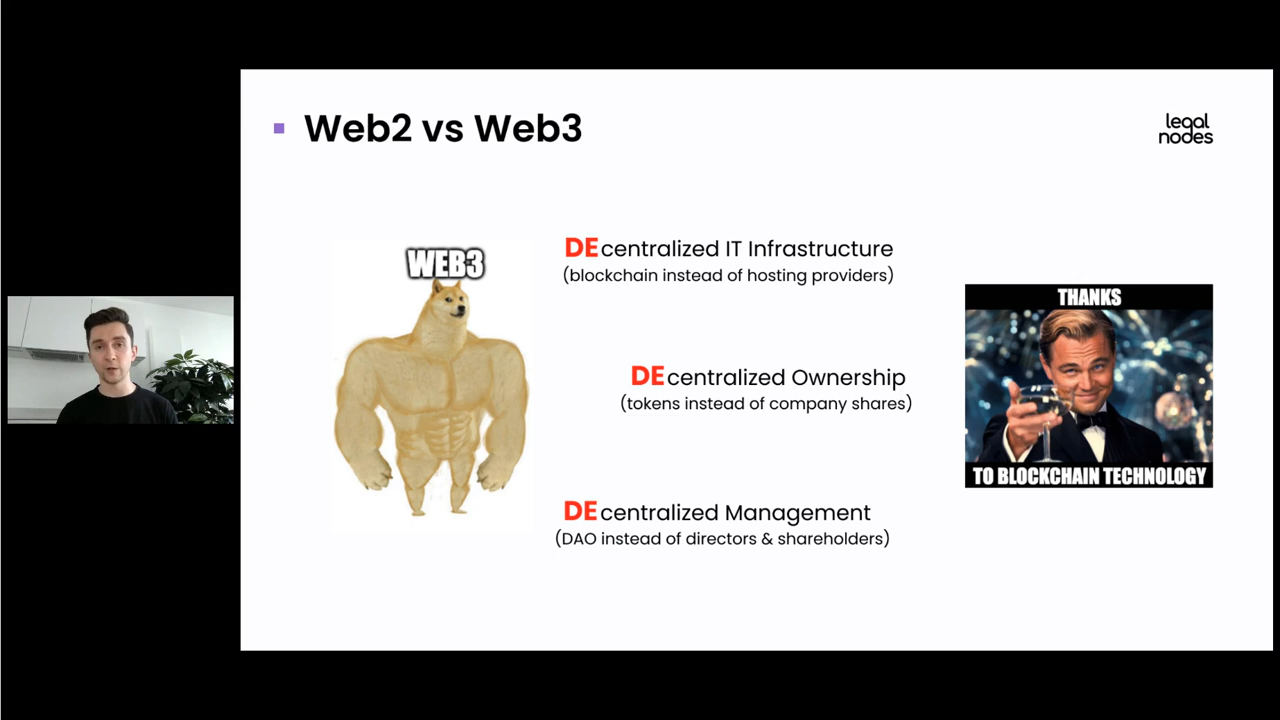 Web2 vs Web3
legal
nodes
WEB3
DEcentralized IT Infrastructure
(blockchain instead of hosting providers)
DEcentralized Ownership
(tokens instead of company shares)
DEcentralized Management
(DAO instead of directors & shareholders)
THANKS
TO BLOCKCHAIN TECHNOLOGY